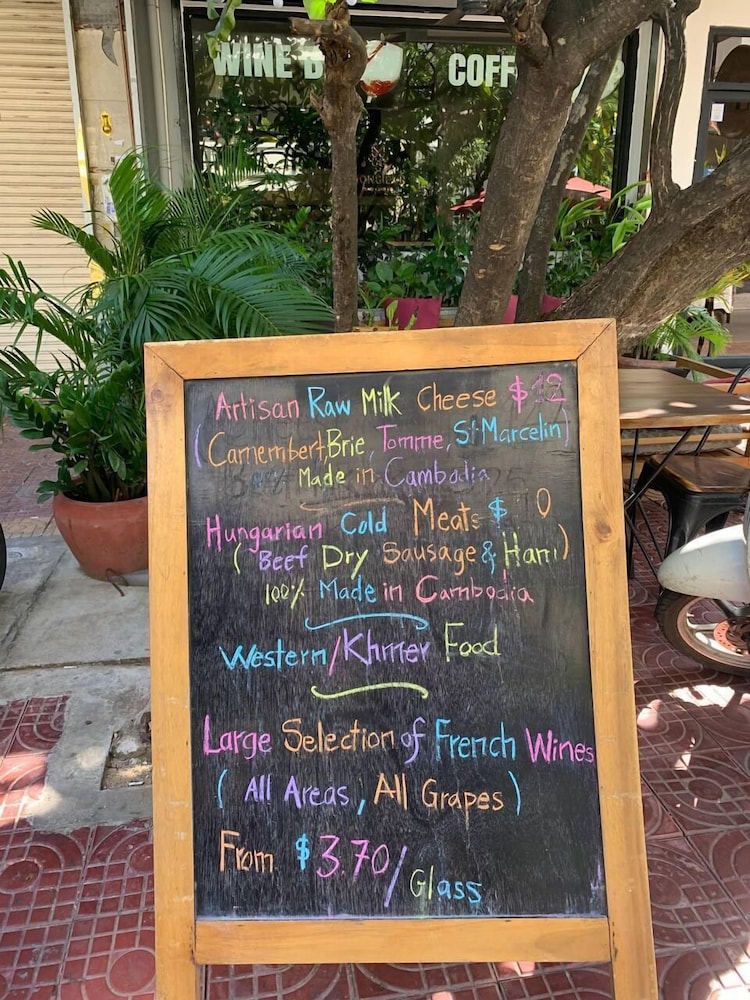 WINE B
COFF
Artisan Raw Milk Cheese $12
(Camembert, Brie, Tomme, St Marcelin)
Made in Cambodia
Hungarian Cold Meats $ 0
(Beef Dry Sausage & Ham)
100% Made in Cambodia
Western/Khmer Food
Large Selection of French Wines
(All Areas, All Grapes)
From $3.70/Glass